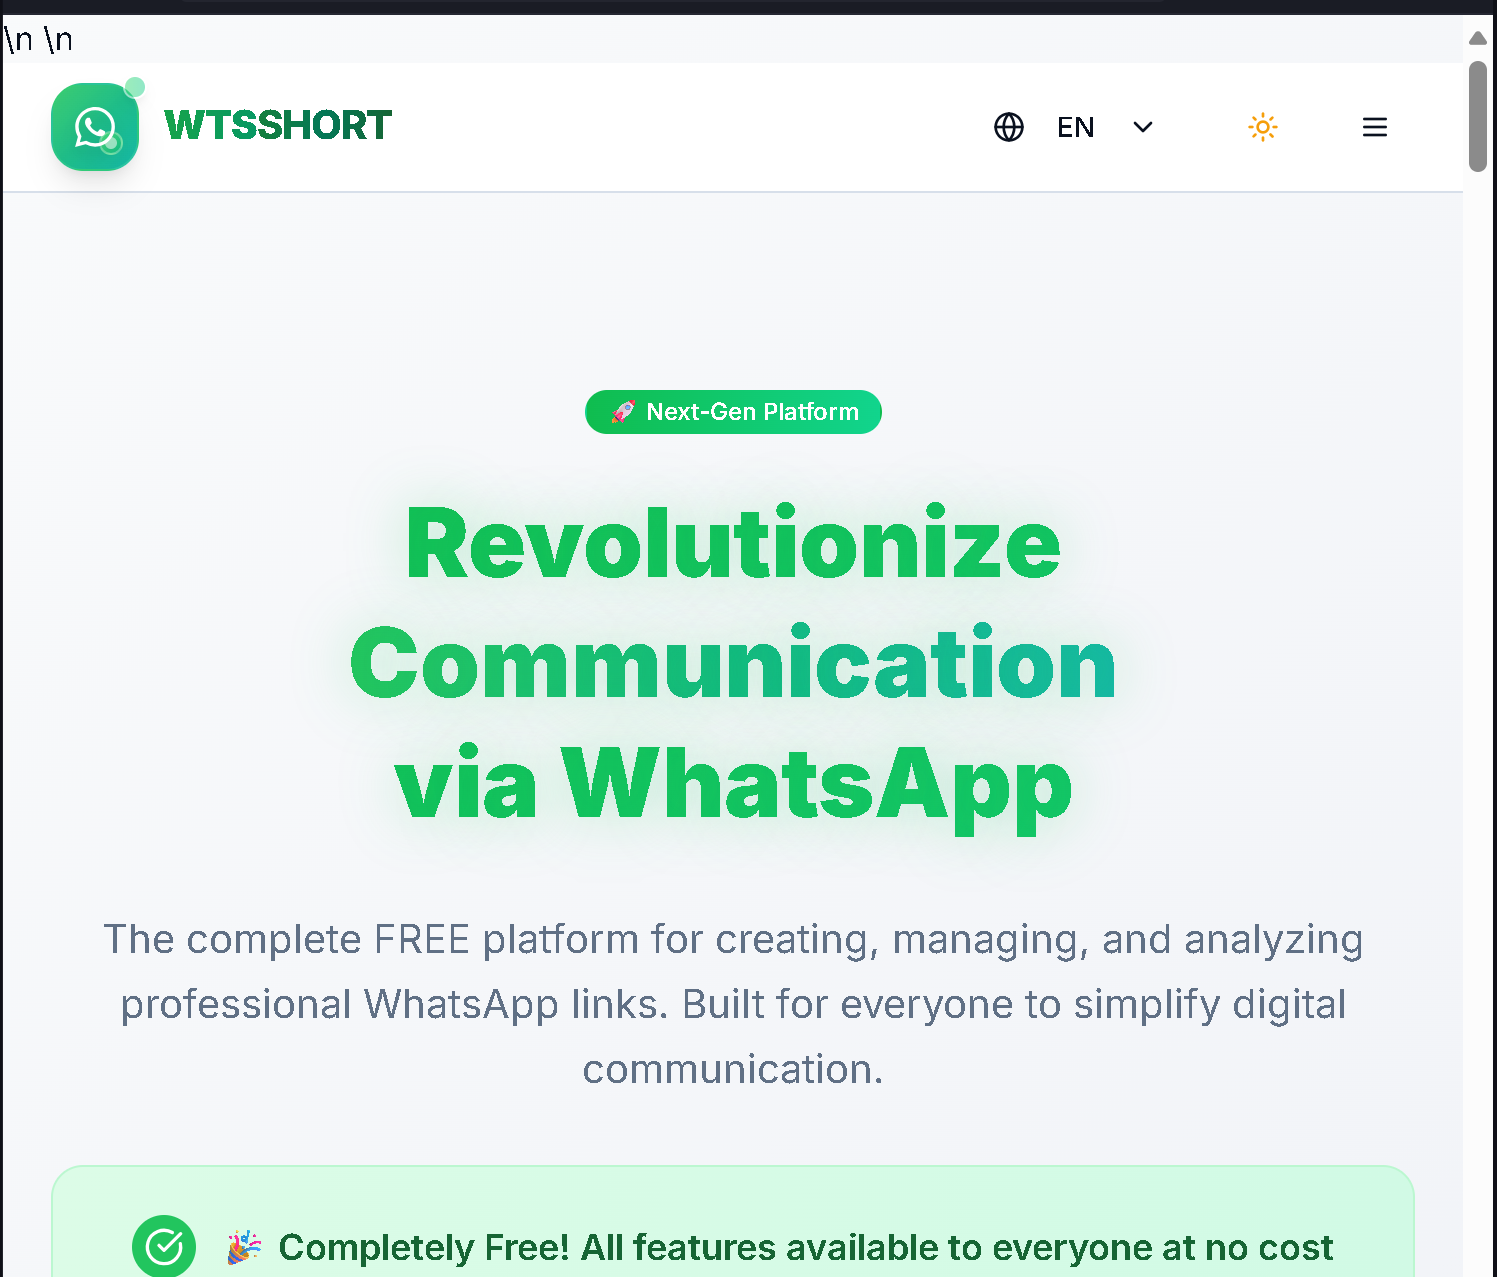 \n \n
WTSSHORT
EN
🚀 Next-Gen Platform
Revolutionize
Communication
via WhatsApp
The complete FREE platform for creating, managing, and analyzing
professional WhatsApp links. Built for everyone to simplify digital
communication.
🎉 Completely Free! All features available to everyone at no cost